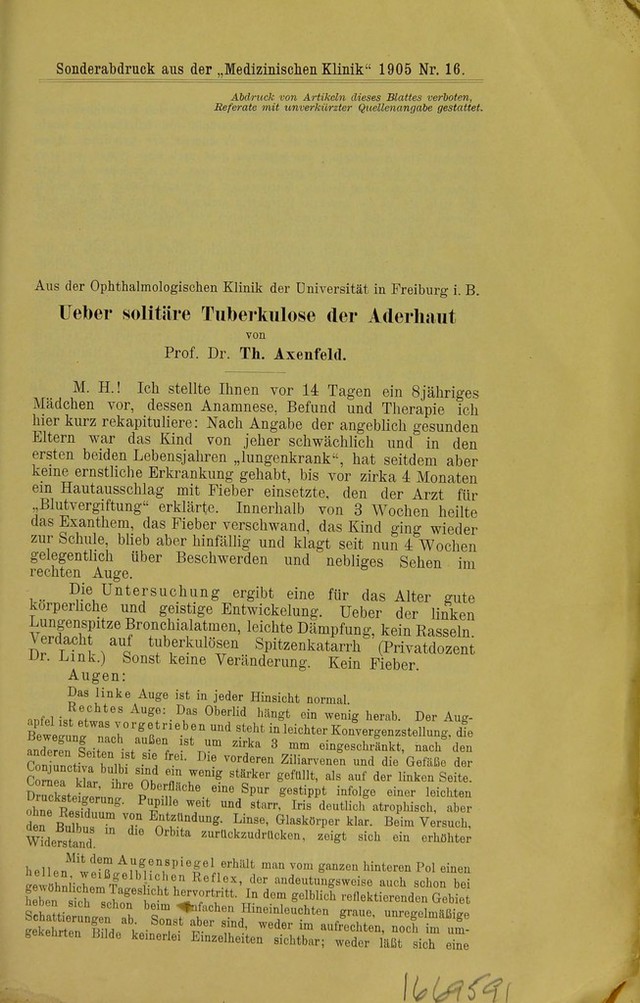 Sonderabdruck aus der „Medizinischen Klinik“ 1905 Nr. 16.
Abdruck von Artikeln dieses Blattes verboten,
Referate mit unverkürzter Quellenangabe gestattet.
Aus der Ophthalmologischen Klinik der Universität in Freiburg i. B.
Ueber solitäre Tuberkulose der Aderhaut
von
Prof. Dr. Th. Axenfeld.
M. H.! Ich stellte Ihnen vor 14 Tagen ein 8jähriges
Mädchen vor, dessen Anamnese, Befund und Therapie ich
hier kurz rekapituliere: Nach Angabe der angeblich gesunden
Eltern war das Kind von jeher schwächlich und in den
ersten beiden Lebensjahren „lungenkrank“, hat seitdem aber
keine ernstliche Erkrankung gehabt, bis vor zirka 4 Monaten
ein Hautausschlag mit Fieber einsetzte, den der Arzt für
„Blutvergiftung“ erklärte. Innerhalb von 3 Wochen heilte
das Exanthem, das Fieber verschwand, das Kind ging wieder
zur Schule, blieb aber hinfällig und klagt seit nun 4 Wochen
gelegentlich über Beschwerden und nebliges Sehen im
rechten Auge.
Die Untersuchung ergibt eine für das Alter gute
körperliche und geistige Entwickelung. Ueber der linken
Lungenspitze Bronchialatmen, leichte Dämpfung, kein Rasseln.
Verdacht auf tuberkulösen Spitzenkatarrh (Privatdozent
Dr. Link.) Sonst keine Veränderung. Kein Fieber.
Augen:
Das linke Auge ist in jeder Hinsicht normal.
Rechtes Auge: Das Oberlid hängt ein wenig herab. Der Aug-
apfel ist etwas vorgetrieben und steht in leichter Konvergenzstellung, die
Bewegung nach außen ist um zirka 3 mm eingeschränkt, nach den
anderen Seiten ist sie frei. Die vorderen Ziliarvenen und die Gefäße der
Conjunctiva bulbi sind ein wenig stärker gefüllt, als auf der linken Seite.
Cornea klar, ihre Oberfläche eine Spur gestippt infolge einer leichten
Drucksteigerung. Pupille weit und starr, Iris deutlich atrophisch, aber
ohne Residuum von Entzündung. Linse, Glaskörper klar. Beim Versuch,
den Bulbus in die Orbita zurückzudrücken, zeigt sich ein erhöhter
Widerstand.
Mit dem Augenspiegel erhält man vom ganzen hinteren Pol einen
hellen, weißgelblichen Reflex, der andeutungsweise auch schon bei
gewöhnlichem Tageslicht hervortritt. In dem gelblich reflektierenden Gebiet
heben sich schon beim einfachen Hineinleuchten graue, unregelmäßige
Schattierungen ab. Sonst aber sind, weder im aufrechten, noch im um-
gekehrten Bilde keinerlei Einzelheiten sichtbar; weder läßt sich eine
1669591